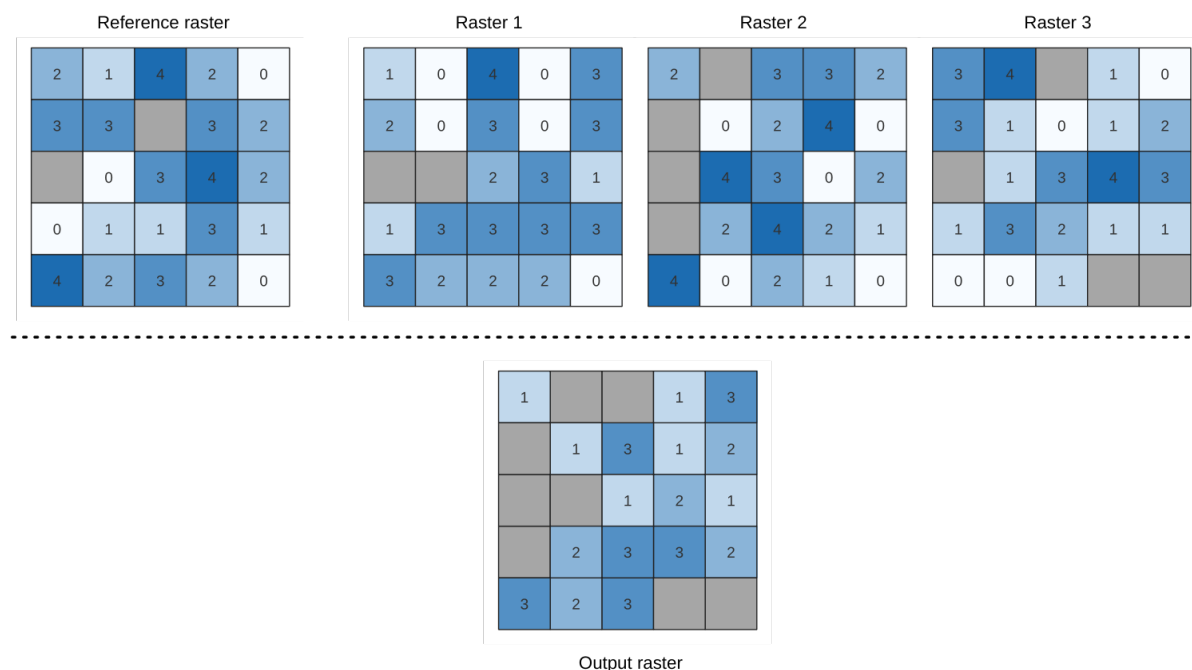 Reference raster Raster 1 Raster 2 Raster 3
2 1 4 2 0 1 0 4 0 3 2 3 3 2 3 4 1 0
3 3 3 2 2 0 3 0 3 0 2 4 0 3 1 0 1 2
0 3 4 2 2 3 1 4 3 0 2 1 3 4 3
0 1 1 3 1 1 3 3 3 3 2 4 2 1 1 3 2 1 1
4 2 3 2 0 3 2 2 2 0 4 0 2 1 0 0 0 1
1 1 3
1 3 1 2
1 2 1
2 3 3 2
3 2 3
Output raster